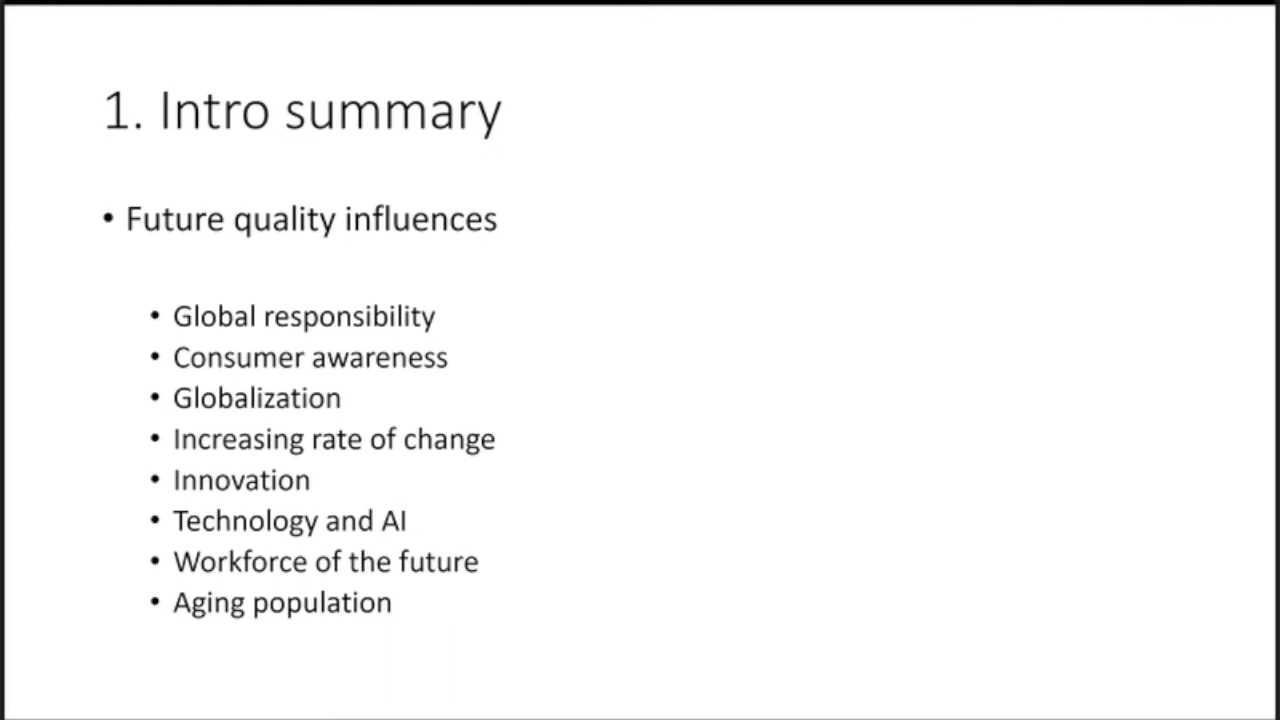 1. Intro summary
• Future quality influences
• Global responsibility
• Consumer awareness
• Globalization
• Increasing rate of change
• Innovation
• Technology and AI
• Workforce of the future
• Aging population